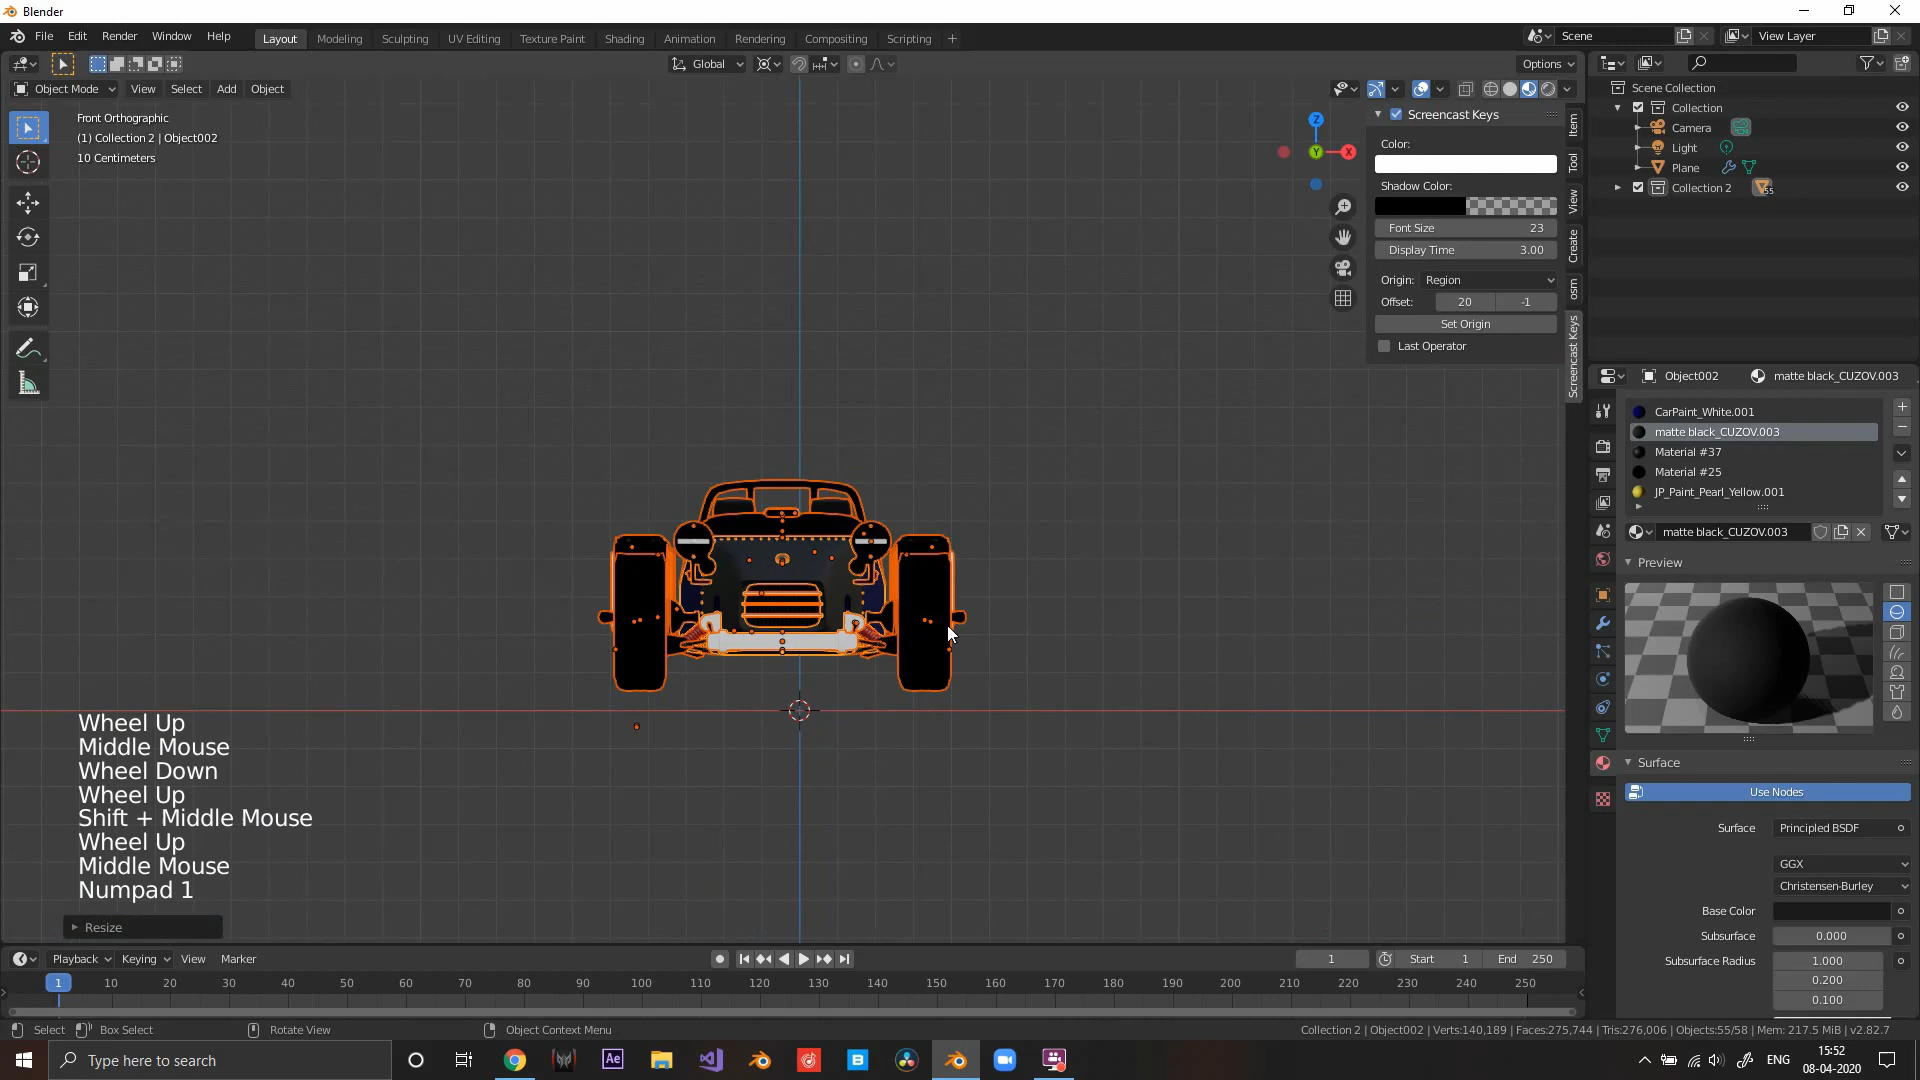 Blender
File Edit Render Window Help
Layout Modeling Sculpting UV Editing Texture Paint Shading Animation Rendering Compositing Scripting +
Scene
View Layer
Global
Options
Object Mode View Select Add Object
Front Orthographic
(1) Collection 2 | Object002
10 Centimeters
Z
Y
X
Screencast Keys
Color:
Shadow Color:
Font Size 23
Display Time 3.00
Origin: Region
Offset: 20 -1
Set Origin
Last Operator
Item
Tool
View
Create
osm
Screencast Keys
Scene Collection
Collection
Camera
Light
Plane
Collection 2
55
Object002 matte black_CUZOV.003
CarPaint_White.001
matte black_CUZOV.003
Material #37
Material #25
JP_Paint_Pearl_Yellow.001
matte black_CUZOV.003
Preview
Surface
Use Nodes
Surface Principled BSDF
GGX
Christensen-Burley
Base Color
Subsurface 0.000
Subsurface Radius 1.000
0.200
0.100
Wheel Up
Middle Mouse
Wheel Down
Wheel Up
Shift + Middle Mouse
Wheel Up
Middle Mouse
Numpad 1
Resize
Playback Keying View Marker
1 Start 1 End 250
1 10 20 30 40 50 60 70 80 90 100 110 120 130 140 150 160 170 180 190 200 210 220 230 240 250
Select Box Select Rotate View Object Context Menu
Collection 2 | Object002 | Verts:140,189 | Faces:275,744 | Tris:276,006 | Objects:55/58 | Mem: 217.5 MiB | v2.82.7
Type here to search
Ae
B
ENG
15:52
08-04-2020